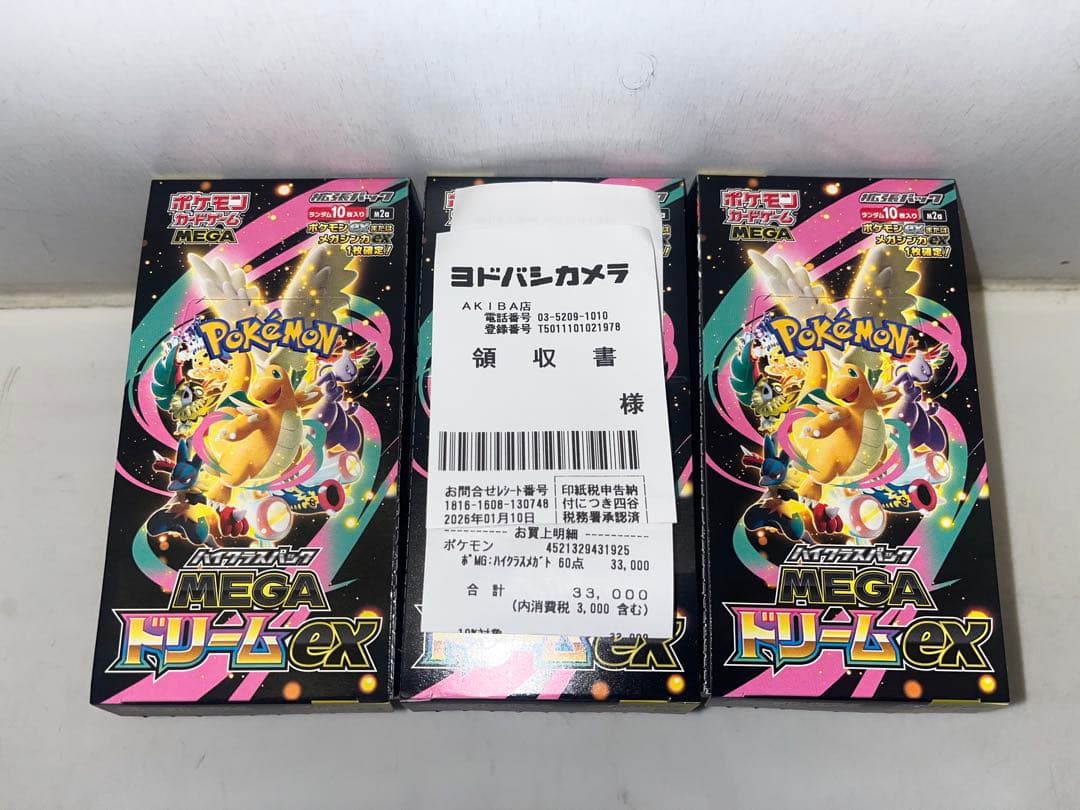 ポケモン
カードゲーム
MEGA
拡張パック
ランダム10枚入り
ポケモンexまたは
メガシンカex
1枚確定!
POKéMON
ハイクラスパック
MEGA
ドリームex
ヨドバシカメラ
AKIBA店
電話番号 03-5209-1010
登録番号 T5011101021978
領 収 書
様
お問合せレシート番号
1816-1608-130748
2026年01月10日
印紙税申告納
付につき四谷
税務署承認済
---------- お買上明細 ----------
ポケモン 4521329431925
ポMG:ハイクラスメガト 60点 33,000
合 計 33,000
(内消費税 3,000 含む)
10%対象
ドリームex
ポケモン
カードゲーム
MEGA
拡張パック
ランダム10枚入り
ポケモンexまたは
メガシンカex
1枚確定!
POKéMON
ハイクラスパック
MEGA
ドリームex